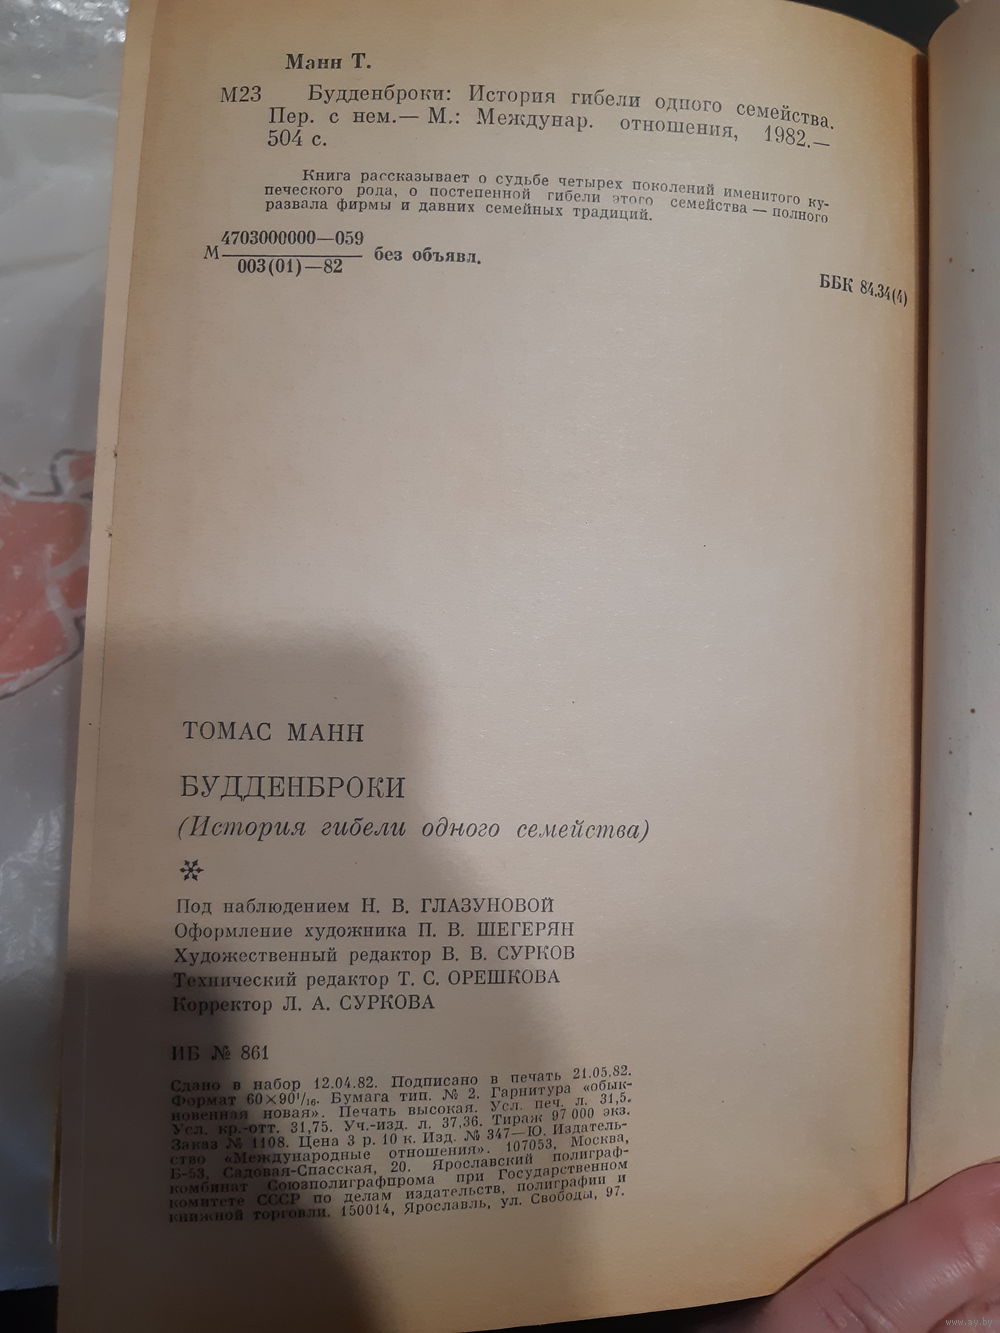 Манн Т.
М23 Будденброки: История гибели одного семейства.
Пер. с нем.— М.: Междунар. отношения, 1982.—
504 с.
Книга рассказывает о судьбе четырех поколений именитого ку-
печеского рода, о постепенной гибели этого семейства — полного
развала фирмы и давних семейных традиций.
М 4703000000—059 без объявл.
003(01)—82
ББК 84.34(4)
ТОМАС МАНН
БУДДЕНБРОКИ
(История гибели одного семейства)
Под наблюдением Н. В. ГЛАЗУНОВОЙ
Оформление художника П. В. ШЕГЕРЯН
Художественный редактор В. В. СУРКОВ
Технический редактор Т. С. ОРЕШКОВА
Корректор Л. А. СУРКОВА
ИБ № 861
Сдано в набор 12.04.82. Подписано в печать 21.05.82.
Формат 60×90¹/₁₆. Бумага тип. № 2. Гарнитура «обык-
новенная новая». Печать высокая. Усл. печ. л. 31,5.
Усл. кр.-отт. 31,75. Уч.-изд. л. 37,36. Тираж 97 000 экз.
Заказ № 1108. Цена 3 р. 10 к. Изд. № 347—Ю. Издатель-
ство «Международные отношения». 107053, Москва,
Б-53, Садовая-Спасская, 20. Ярославский полиграф-
комбинат Союзполиграфпрома при Государственном
комитете СССР по делам издательств, полиграфии и
книжной торговли. 150014, Ярославль, ул. Свободы, 97.
www.ay.by